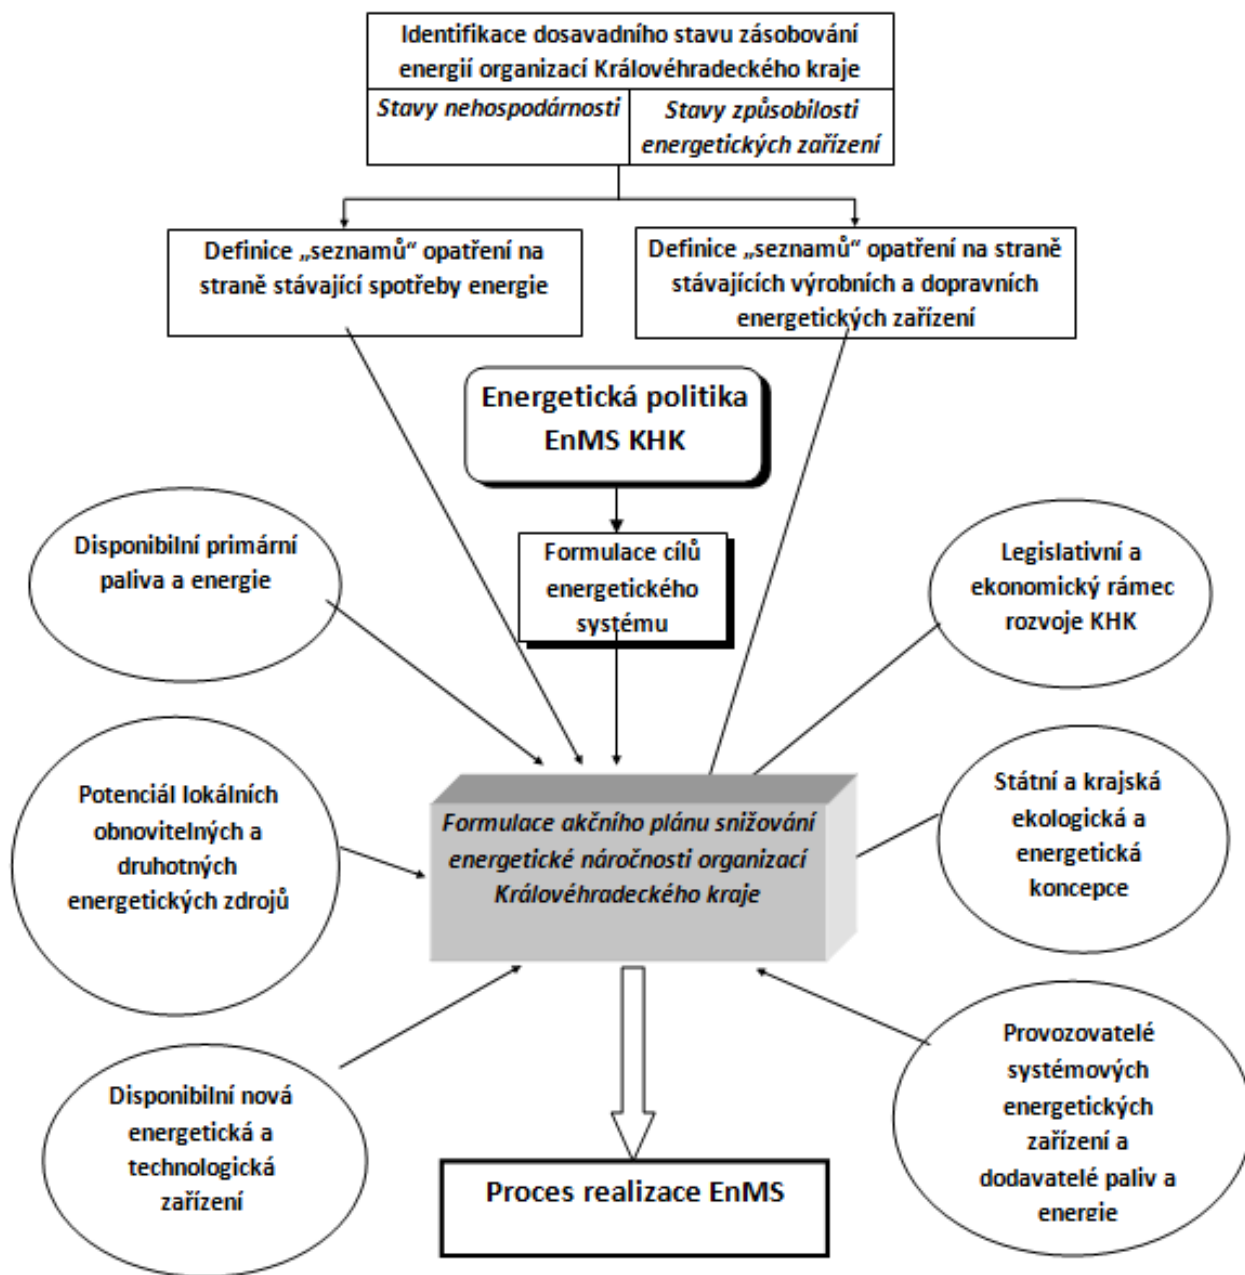 Identifikace dosavadního stavu zásobování
energií organizací Královéhradeckého kraje
Stavy nehospodárnosti
Stavy způsobilosti
energetických zařízení
Definice „seznamů“ opatření na
straně stávající spotřeby energie
Definice „seznamů“ opatření na straně
stávajících výrobních a dopravních
energetických zařízení
Energetická politika
EnMS KHK
Formulace cílů
energetického
systému
Disponibilní primární
paliva a energie
Legislativní a
ekonomický rámec
rozvoje KHK
Potenciál lokálních
obnovitelných a
druhotných
energetických zdrojů
Formulace akčního plánu snižování
energetické náročnosti organizací
Královéhradeckého kraje
Státní a krajská
ekologická a
energetická
koncepce
Disponibilní nová
energetická a
technologická
zařízení
Provozovatelé
systémových
energetických
zařízení a
dodavatelé paliv a
energie
Proces realizace EnMS